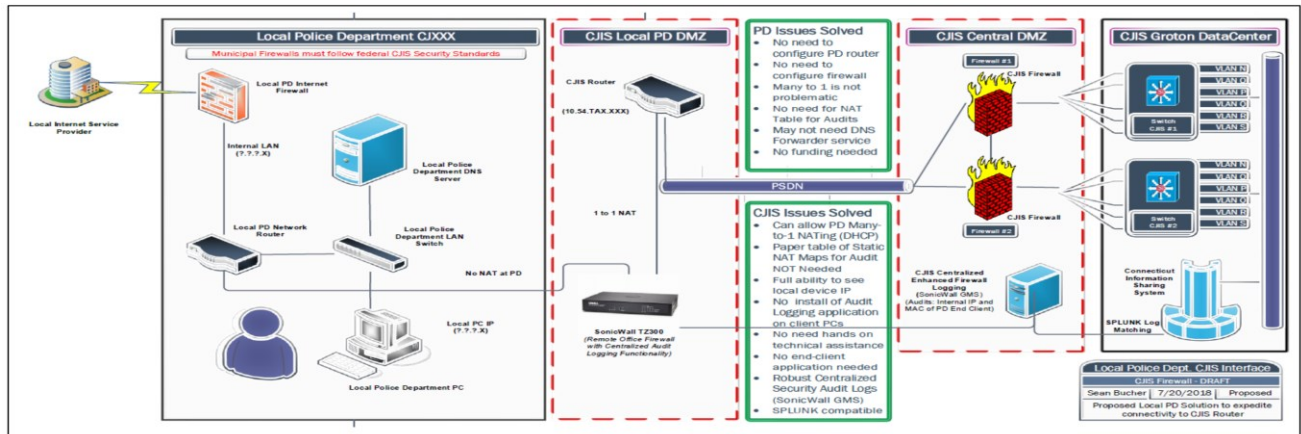 Local Police Department CJXXX
Municipal Firewalls must follow federal CJIS Security Standards
Local Internet Service
Provider
Local PD Internet
Firewall
Internal LAN
(?.?.?.X)
Local Police
Department DNS
Server
Local PD Network
Router
Local Police
Department LAN
Switch
No NAT at PD
Local PC IP
(?.?.?.X)
Local Police Department PC
CJIS Local PD DMZ
CJIS Router
(10.54.TAX.XXX)
1 to 1 NAT
SonicWall TZ300
(Remote Office Firewall
with Centralized Audit
Logging Functionality)
PD Issues Solved
• No need to
configure PD router
• No need to
configure firewall
• Many to 1 is not
problematic
• No need for NAT
Table for Audits
• May not need DNS
Forwarder service
• No funding needed
PSDN
CJIS Issues Solved
• Can allow PD Many-
to-1 NATing (DHCP)
• Paper table of Static
NAT Maps for Audit
NOT Needed
• Full ability to see
local device IP
• No install of Audit
Logging application
on client PCs
• No need hands on
technical assistance
• No end-client
application needed
• Robust Centralized
Security Audit Logs
(SonicWall GMS)
• SPLUNK compatible
CJIS Central DMZ
Firewall #1
CJIS Firewall
CJIS Firewall
Firewall #2
CJIS Centralized
Enhanced Firewall
Logging
(SonicWall GMS)
(Audits: Internal IP and
MAC of PD End Client)
CJIS Groton DataCenter
VLAN N
VLAN O
VLAN P
VLAN Q
VLAN R
VLAN S
Switch
CJIS #1
VLAN N
VLAN O
VLAN P
VLAN Q
VLAN R
VLAN S
Switch
CJIS #2
Connecticut
Information
Sharing
System
SPLUNK Log
Matching
Local Police Dept. CJIS Interface
CJIS Firewall - DRAFT
Sean Bucher 7/20/2018 Proposed
Proposed Local PD Solution to expedite
connectivity to CJIS Router